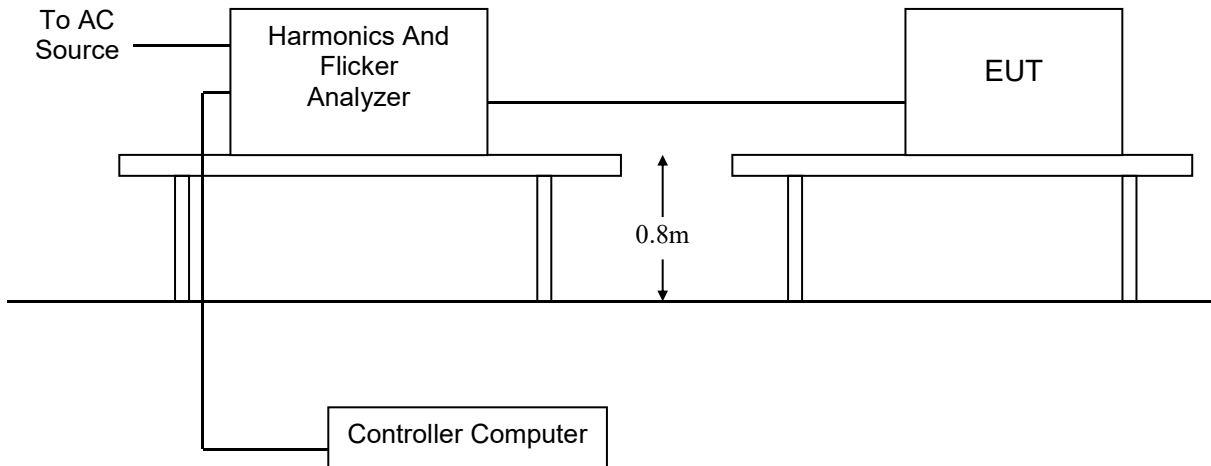 To AC
Source
Harmonics And
Flicker
Analyzer
EUT
0.8m
Controller Computer